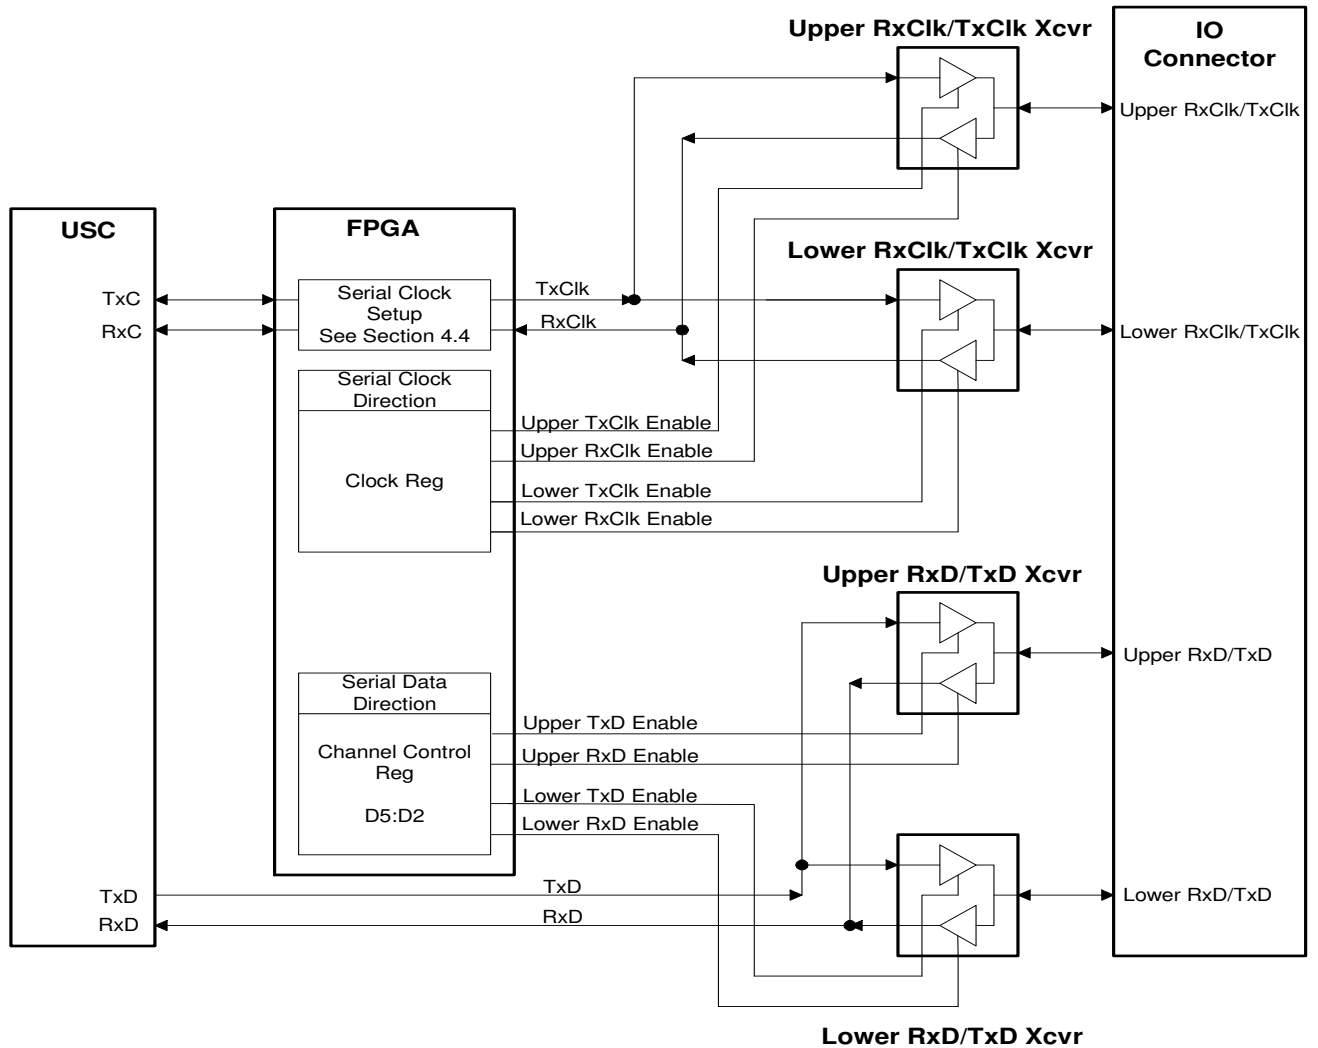 Upper RxClk/TxClk Xcvr
IO
Connector
Upper RxClk/TxClk
USC
FPGA
Lower RxClk/TxClk Xcvr
TxC
Serial Clock
Setup
See Section 4.4
TxClk
RxC
RxClk
Lower RxClk/TxClk
Serial Clock
Direction
Clock Reg
Upper TxClk Enable
Upper RxClk Enable
Lower TxClk Enable
Lower RxClk Enable
Upper RxD/TxD Xcvr
Upper RxD/TxD
Serial Data
Direction
Channel Control
Reg
D5:D2
Upper TxD Enable
Upper RxD Enable
Lower TxD Enable
Lower RxD Enable
TxD
TxD
Lower RxD/TxD
RxD
RxD
Lower RxD/TxD Xcvr